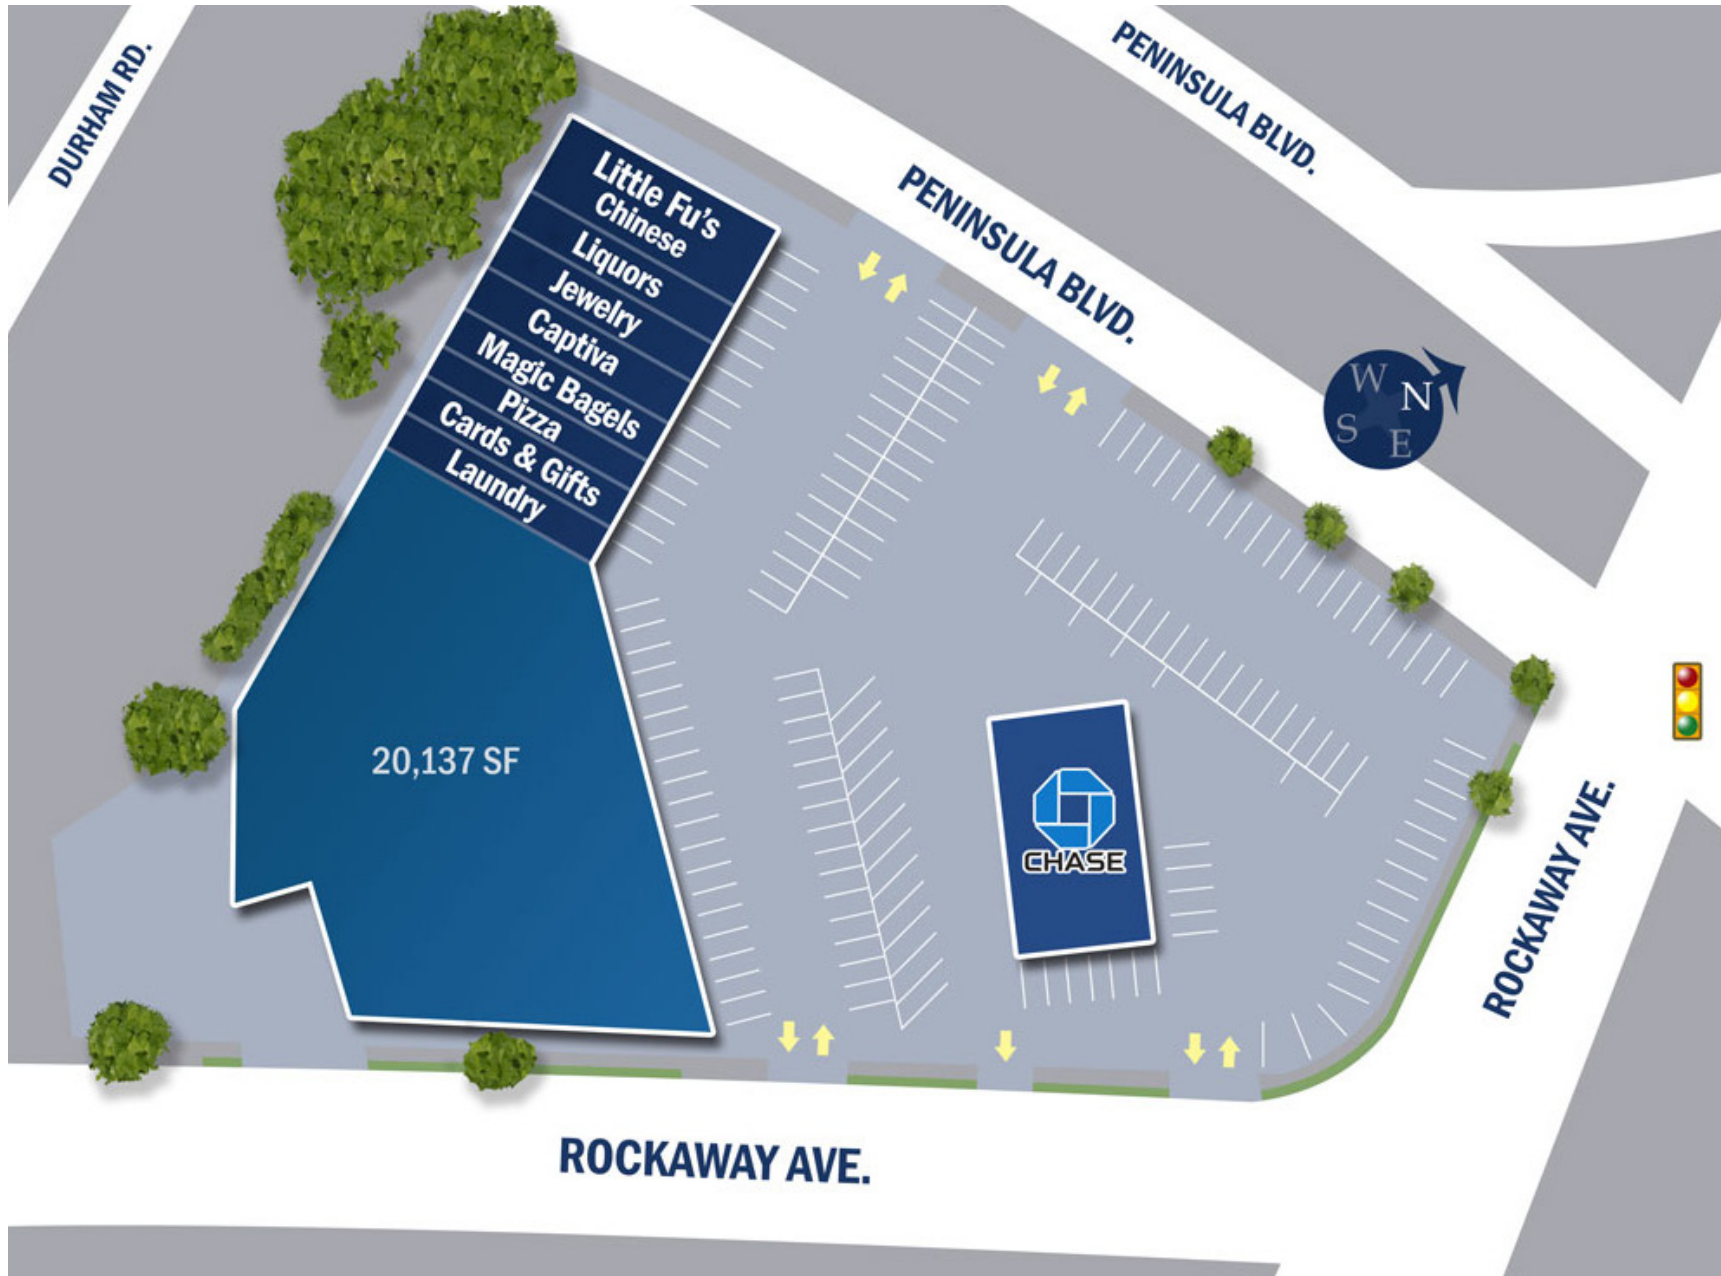 DURHAM RD.
PENINSULA BLVD.
PENINSULA BLVD.
Little Fu's
Chinese
Liquors
Jewelry
Captiva
Magic Bagels
Pizza
Cards & Gifts
Laundry
W
N
S
E
20,137 SF
CHASE
ROCKAWAY AVE.
ROCKAWAY AVE.